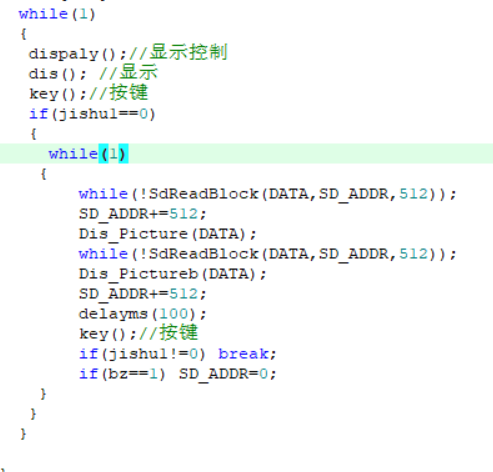 while(1)
{
dispaly();//显示控制
dis(); //显示
key();//按键
if(jishu1==0)
{
while(1)
{
while(!SdReadBlock(DATA,SD_ADDR,512));
SD_ADDR+=512;
Dis_Picture(DATA);
while(!SdReadBlock(DATA,SD_ADDR,512));
Dis_Pictureb(DATA);
SD_ADDR+=512;
delayms(100);
key();//按键
if(jishu1!=0) break;
if(bz==1) SD_ADDR=0;
}
}
}